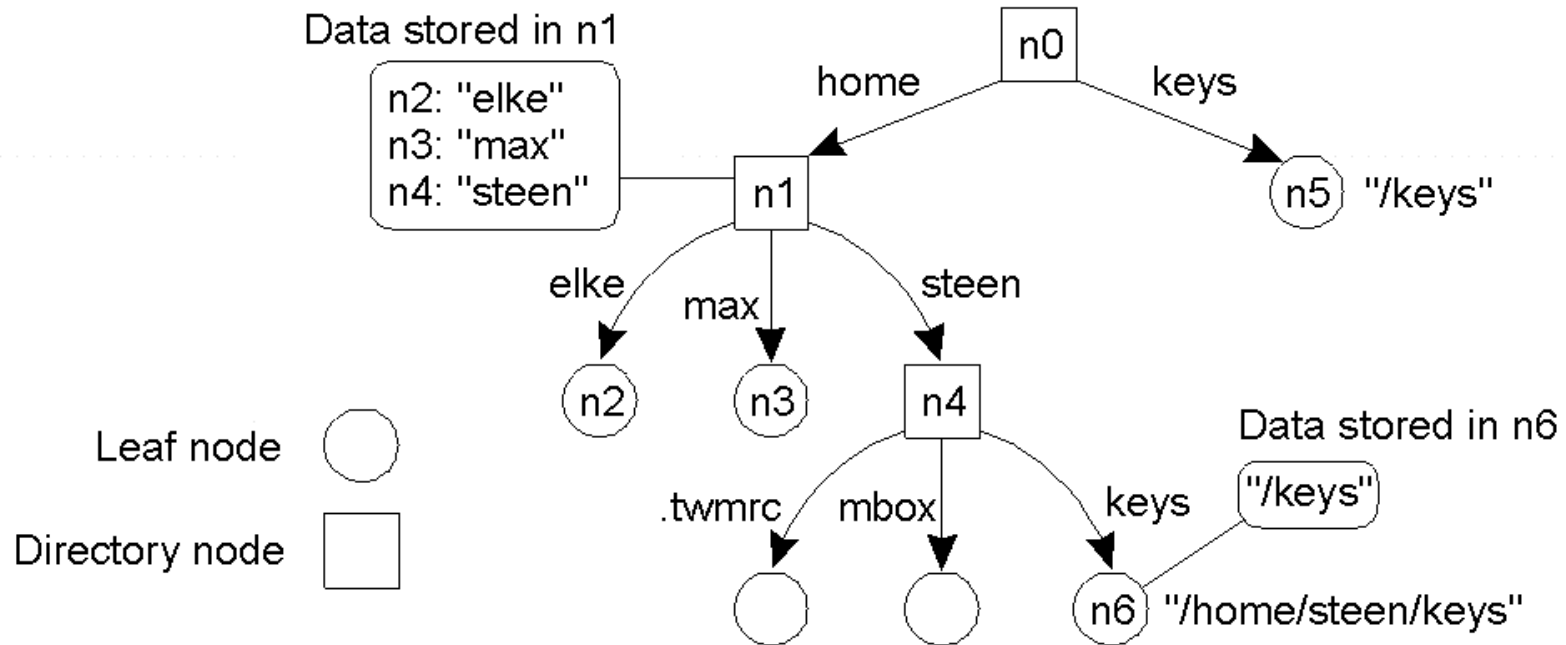 Data stored in n1
n0
n2: "elke"
n3: "max"
n4: "steen"
home
keys
n1
n5 "/keys"
elke
max
steen
n2
n3
n4
Leaf node
Data stored in n6
.twmrc
mbox
keys
"/keys"
Directory node
n6 "/home/steen/keys"